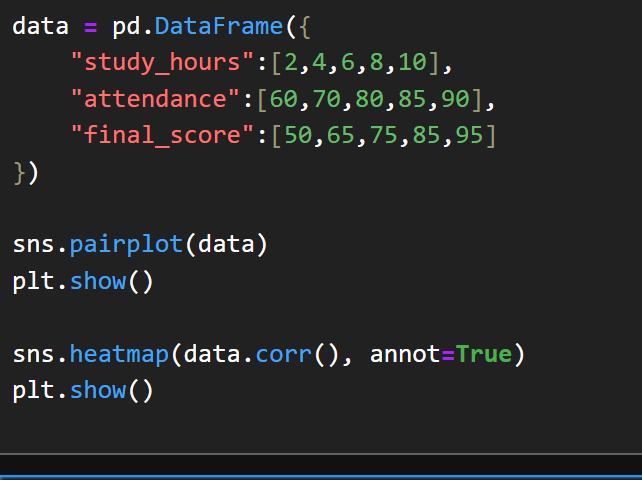 data = pd.DataFrame({
    "study_hours":[2,4,6,8,10],
    "attendance":[60,70,80,85,90],
    "final_score":[50,65,75,85,95]
})

sns.pairplot(data)
plt.show()

sns.heatmap(data.corr(), annot=True)
plt.show()